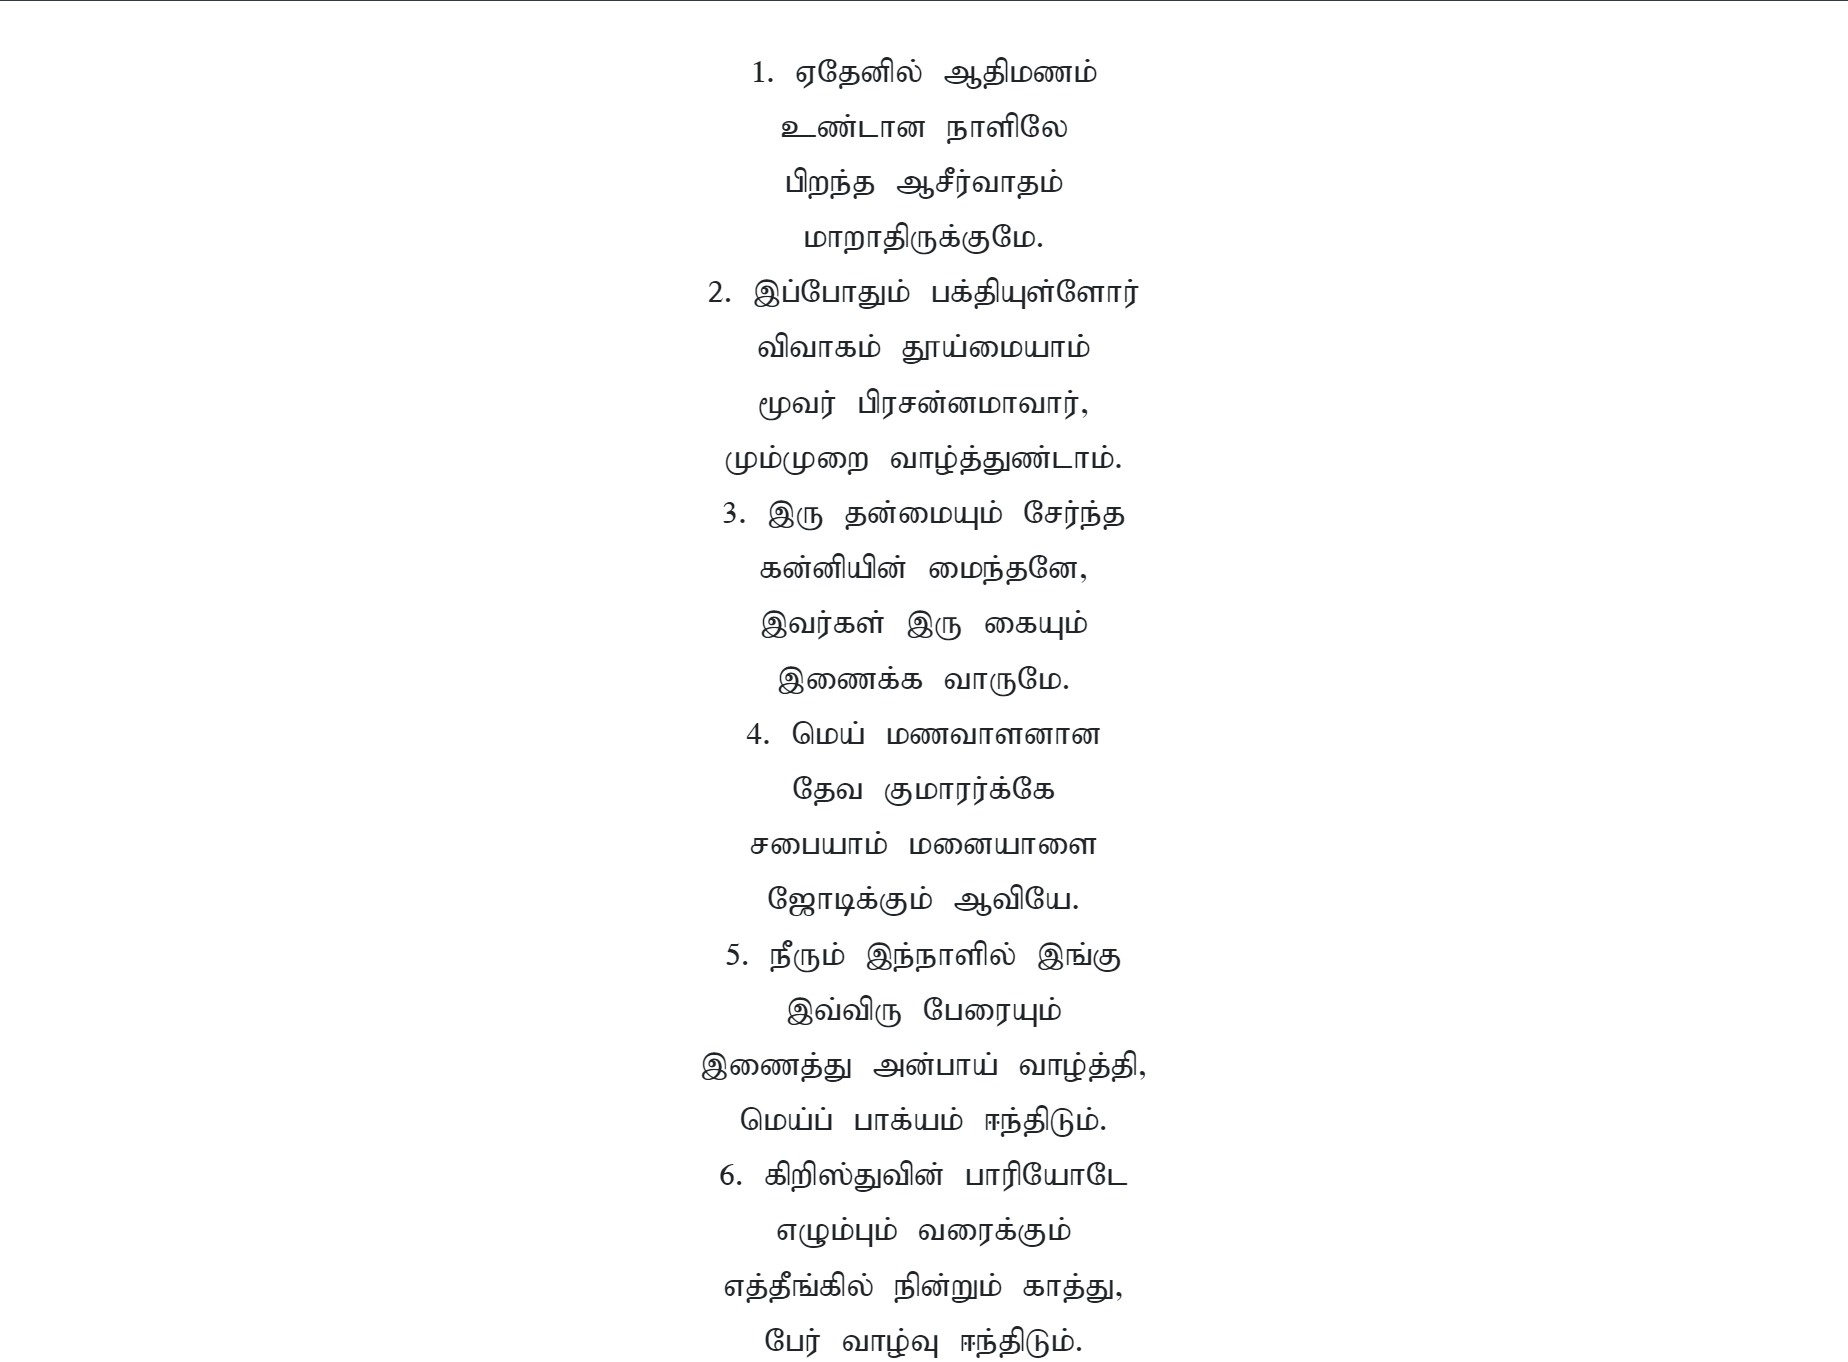 1. ஏதேனில் ஆதிமணம்
உண்டான நாளிலே
பிறந்த ஆசீர்வாதம்
மாறாதிருக்குமே.
2. இப்போதும் பக்தியுள்ளோர்
விவாகம் தூய்மையாம்
மூவர் பிரசன்னமாவார்,
மும்முறை வாழ்த்துண்டாம்.
3. இரு தன்மையும் சேர்ந்த
கன்னியின் மைந்தனே,
இவர்கள் இரு கையும்
இணைக்க வாருமே.
4. மெய் மணவாளனான
தேவ குமாரர்க்கே
சபையாம் மனையாளை
ஜோடிக்கும் ஆவியே.
5. நீரும் இந்நாளில் இங்கு
இவ்விரு பேரையும்
இணைத்து அன்பாய் வாழ்த்தி,
மெய்ப் பாக்யம் ஈந்திடும்.
6. கிறிஸ்துவின் பாரியோடே
எழும்பும் வரைக்கும்
எத்தீங்கில் நின்றும் காத்து,
பேர் வாழ்வு ஈந்திடும்.